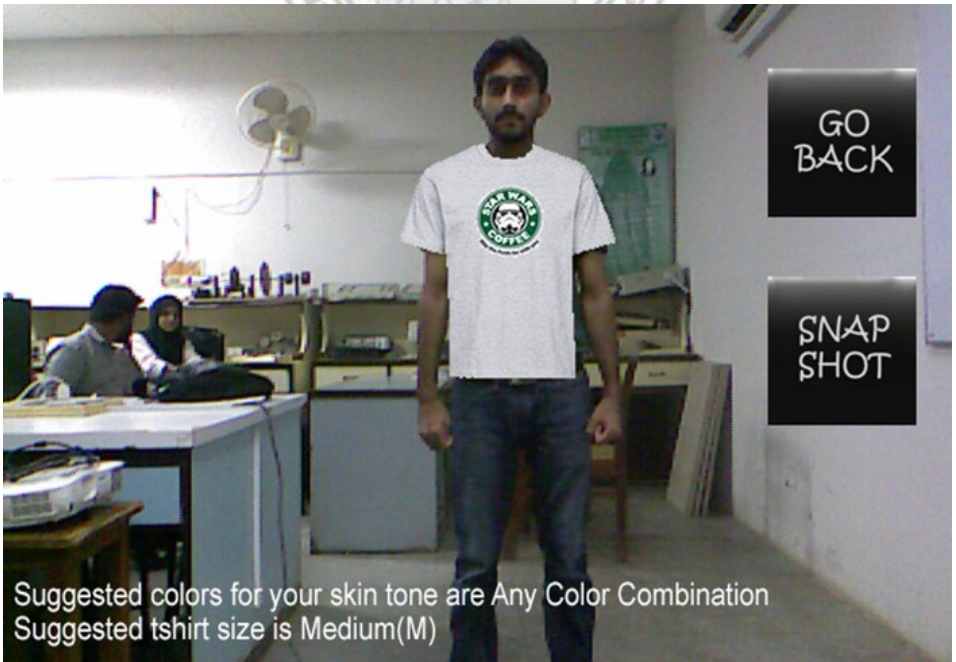 GO
BACK
STAR WARS
COFFEE
SNAP
SHOT
Suggested colors for your skin tone are Any Color Combination
Suggested tshirt size is Medium(M)